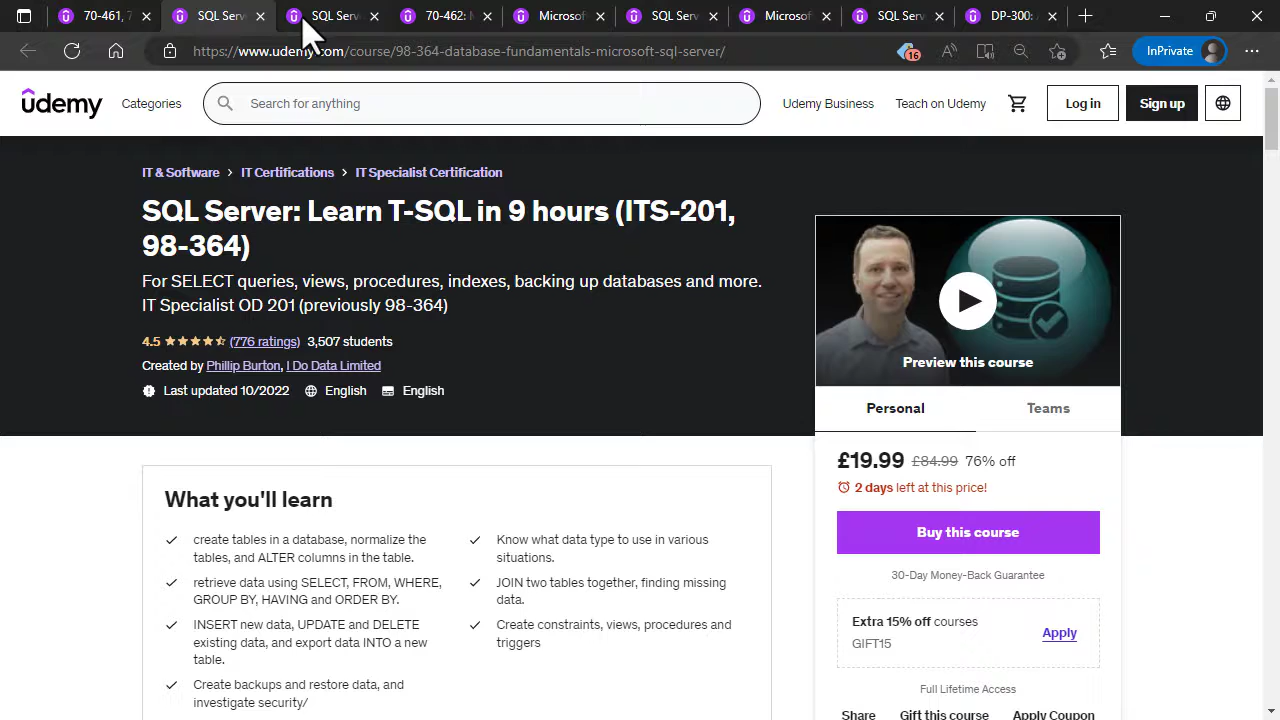 70-461, 7
SQL Serv
SQL Serv
70-462: M
Microsof
SQL Serv
Microsof
SQL Serv
DP-300: A
https://www.udemy.com/course/98-364-database-fundamentals-microsoft-sql-server/
16
InPrivate
udemy
Categories
Search for anything
Udemy Business
Teach on Udemy
Log in
Sign up
IT & Software > IT Certifications > IT Specialist Certification
SQL Server: Learn T-SQL in 9 hours (ITS-201,
98-364)
For SELECT queries, views, procedures, indexes, backing up databases and more.
IT Specialist OD 201 (previously 98-364)
4.5 (776 ratings) 3,507 students
Created by Phillip Burton, I Do Data Limited
Last updated 10/2022 English English
Preview this course
Personal
Teams
£19.99 £84.99 76% off
2 days left at this price!
Buy this course
30-Day Money-Back Guarantee
Extra 15% off courses
GIFT15
Apply
Full Lifetime Access
Share Gift this course Apply Coupon
What you'll learn
create tables in a database, normalize the
tables, and ALTER columns in the table.
retrieve data using SELECT, FROM, WHERE,
GROUP BY, HAVING and ORDER BY.
INSERT new data, UPDATE and DELETE
existing data, and export data INTO a new
table.
Create backups and restore data, and
investigate security/
Know what data type to use in various
situations.
JOIN two tables together, finding missing
data.
Create constraints, views, procedures and
triggers